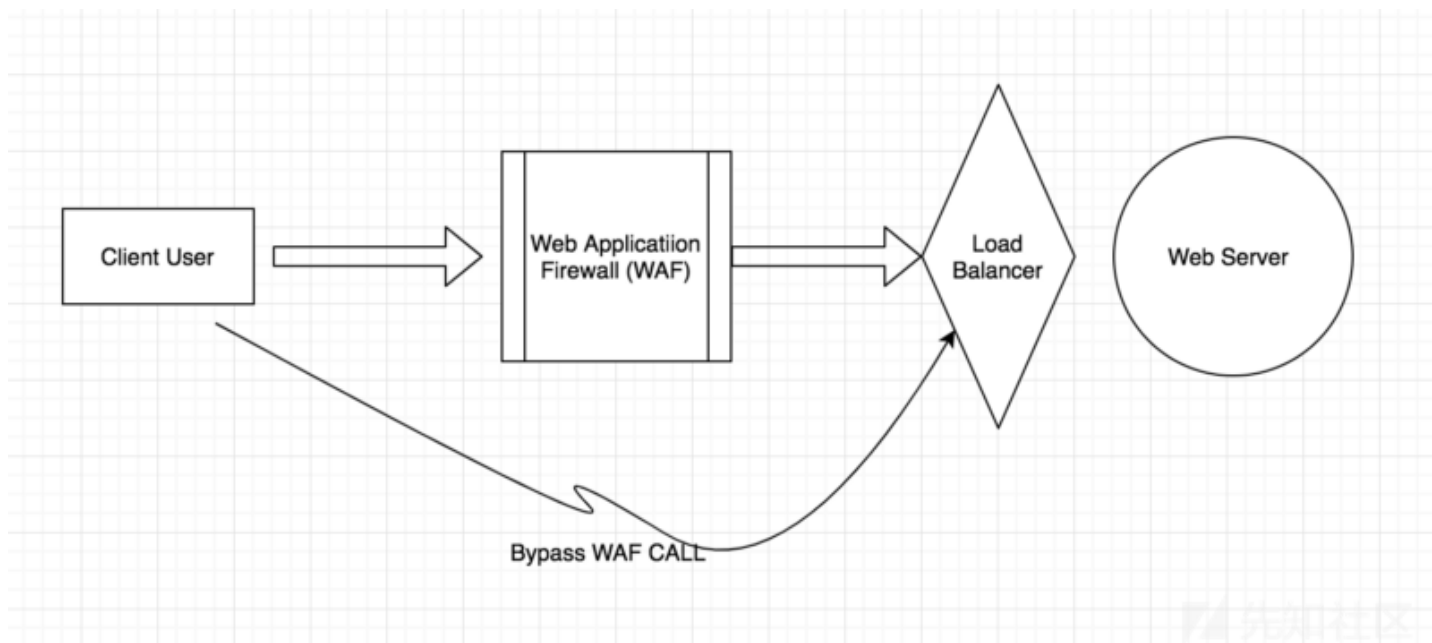 Client User
Web Applicatiion
Firewall (WAF)
Load
Balancer
Web Server
Bypass WAF CALL
先知社区